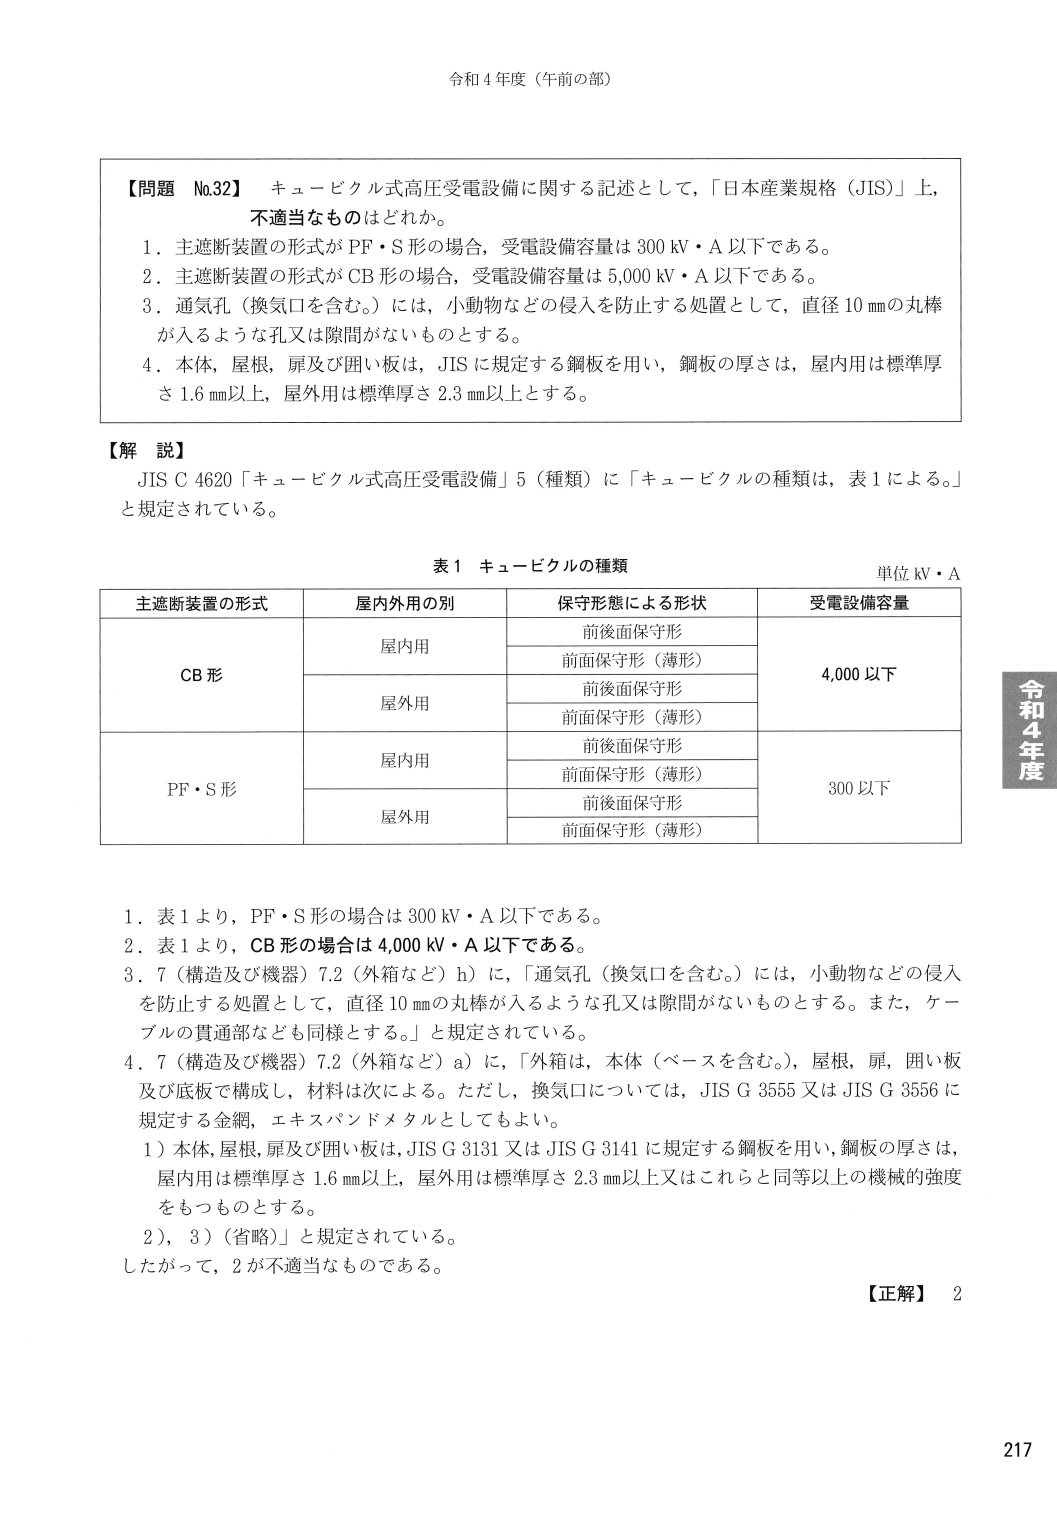 令和4年度（午前の部）
【問題　No.32】　キュービクル式高圧受電設備に関する記述として，「日本産業規格（JIS）」上，
不適当なものはどれか。
1．主遮断装置の形式が PF・S 形の場合，受電設備容量は 300 kV・A 以下である。
2．主遮断装置の形式が CB 形の場合，受電設備容量は 5,000 kV・A 以下である。
3．通気孔（換気口を含む。）には，小動物などの侵入を防止する処置として，直径 10 ㎜の丸棒
が入るような孔又は隙間がないものとする。
4．本体，屋根，扉及び囲い板は，JIS に規定する鋼板を用い，鋼板の厚さは，屋内用は標準厚
さ 1.6 ㎜以上，屋外用は標準厚さ 2.3 ㎜以上とする。
【解　説】
JIS C 4620「キュービクル式高圧受電設備」5（種類）に「キュービクルの種類は，表1による。」
と規定されている。
表1　キュービクルの種類
単位 kV・A
主遮断装置の形式　屋内外用の別　保守形態による形状　受電設備容量
CB 形
屋内用
前後面保守形
前面保守形（薄形）
屋外用
前後面保守形
前面保守形（薄形）
4,000 以下
PF・S 形
屋内用
前後面保守形
前面保守形（薄形）
屋外用
前後面保守形
前面保守形（薄形）
300 以下
1．表1より，PF・S 形の場合は 300 kV・A 以下である。
2．表1より，CB 形の場合は 4,000 kV・A 以下である。
3．7（構造及び機器）7.2（外箱など）h）に，「通気孔（換気口を含む。）には，小動物などの侵入
を防止する処置として，直径 10 ㎜の丸棒が入るような孔又は隙間がないものとする。また，ケー
ブルの貫通部なども同様とする。」と規定されている。
4．7（構造及び機器）7.2（外箱など）a）に，「外箱は，本体（ベースを含む。），屋根，扉，囲い板
及び底板で構成し，材料は次による。ただし，換気口については，JIS G 3555 又は JIS G 3556 に
規定する金網，エキスパンドメタルとしてもよい。
1）本体，屋根，扉及び囲い板は，JIS G 3131 又は JIS G 3141 に規定する鋼板を用い，鋼板の厚さは，
屋内用は標準厚さ 1.6 ㎜以上，屋外用は標準厚さ 2.3 ㎜以上又はこれらと同等以上の機械的強度
をもつものとする。
2），3）（省略）」と規定されている。
したがって，2が不適当なものである。
【正解】　2
令和4年度
217